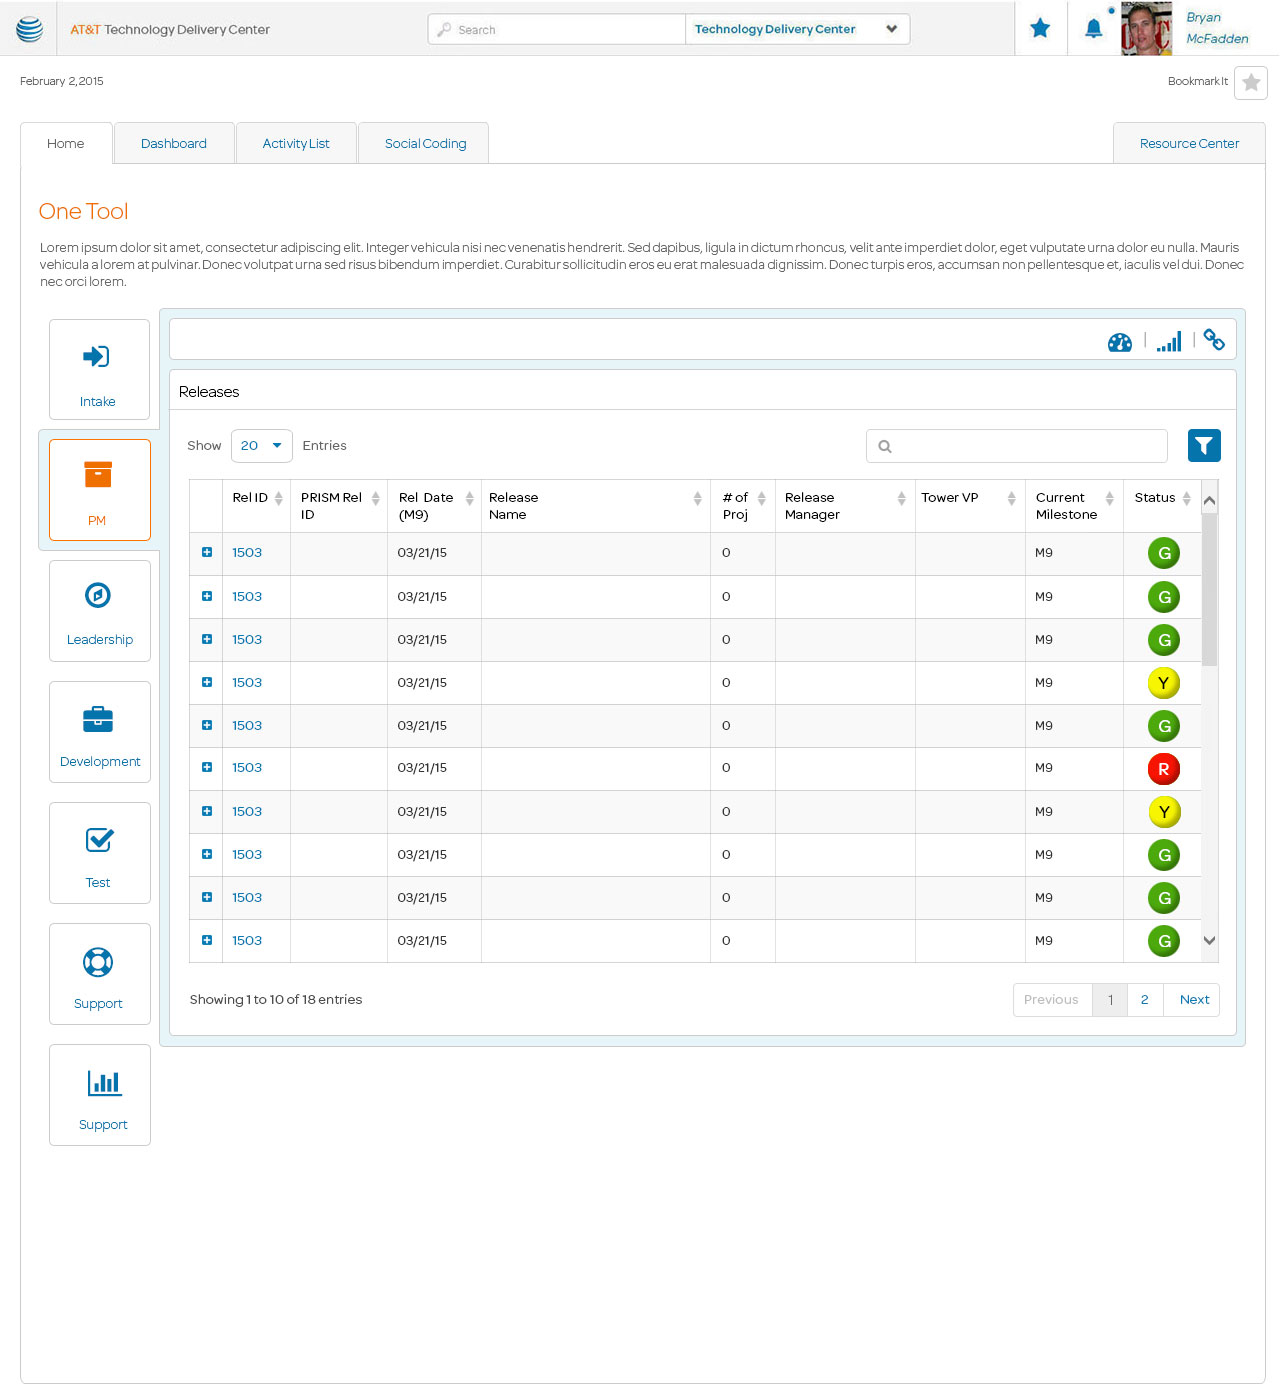 AT&T Technology Delivery Center
Search
Technology Delivery Center
Bryan
McFadden
February 2, 2015
Bookmark It
Home
Dashboard
Activity List
Social Coding
Resource Center
One Tool
Lorem ipsum dolor sit amet, consectetur adipiscing elit. Integer vehicula nisi nec venenatis hendrerit. Sed dapibus, ligula in dictum rhoncus, velit ante imperdiet dolor, eget vulputate urna dolor eu nulla. Mauris
vehicula a lorem at pulvinar. Donec volutpat urna sed risus bibendum imperdiet. Curabitur sollicitudin eros eu erat malesuada dignissim. Donec turpis eros, accumsan non pellentesque et, iaculis vel dui. Donec
nec orci lorem.
Intake
PM
Leadership
Development
Test
Support
Support
Releases
Show 20 Entries
Rel ID PRISM Rel Rel Date Release # of Release Tower VP Current Status
ID (M9) Name Proj Manager Milestone
1503 03/21/15 0 M9 G
1503 03/21/15 0 M9 G
1503 03/21/15 0 M9 G
1503 03/21/15 0 M9 Y
1503 03/21/15 0 M9 G
1503 03/21/15 0 M9 R
1503 03/21/15 0 M9 Y
1503 03/21/15 0 M9 G
1503 03/21/15 0 M9 G
1503 03/21/15 0 M9 G
Showing 1 to 10 of 18 entries
Previous 1 2 Next